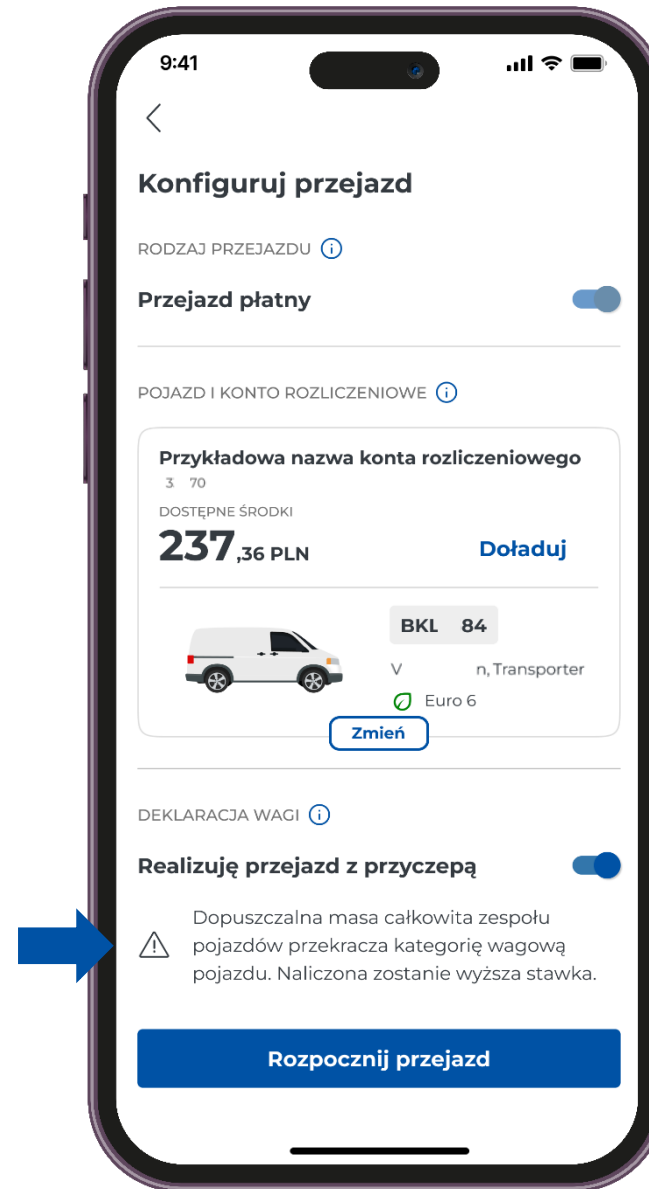 9:41
Konfiguruj przejazd
RODZAJ PRZEJAZDU
Przejazd płatny
POJAZD I KONTO ROZLICZENIOWE
Przykładowa nazwa konta rozliczeniowego
3 70
DOSTĘPNE ŚRODKI
237,36 PLN Doładuj
BKL 84
V n, Transporter
Euro 6
Zmień
DEKLARACJA WAGI
Realizuję przejazd z przyczepą
Dopuszczalna masa całkowita zespołu
pojazdów przekracza kategorię wagową
pojazdu. Naliczona zostanie wyższa stawka.
Rozpocznij przejazd